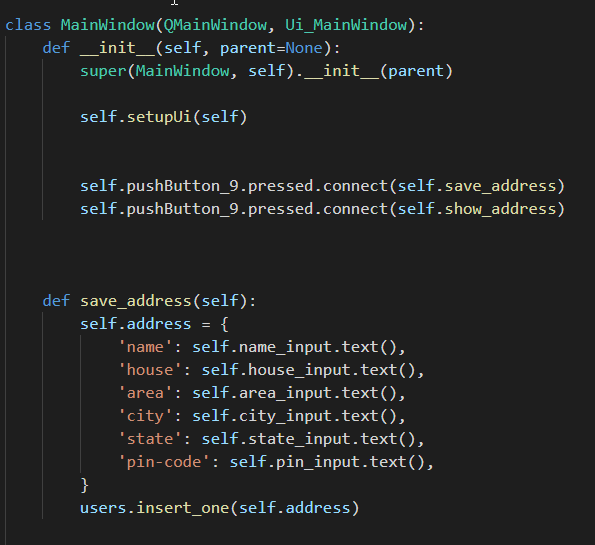 class MainWindow(QMainWindow, Ui_MainWindow):
    def __init__(self, parent=None):
        super(MainWindow, self).__init__(parent)
        self.setupUi(self)
        self.pushButton_9.pressed.connect(self.save_address)
        self.pushButton_9.pressed.connect(self.show_address)
    def save_address(self):
        self.address = {
            'name': self.name_input.text(),
            'house': self.house_input.text(),
            'area': self.area_input.text(),
            'city': self.city_input.text(),
            'state': self.state_input.text(),
            'pin-code': self.pin_input.text(),
        }
        users.insert_one(self.address)